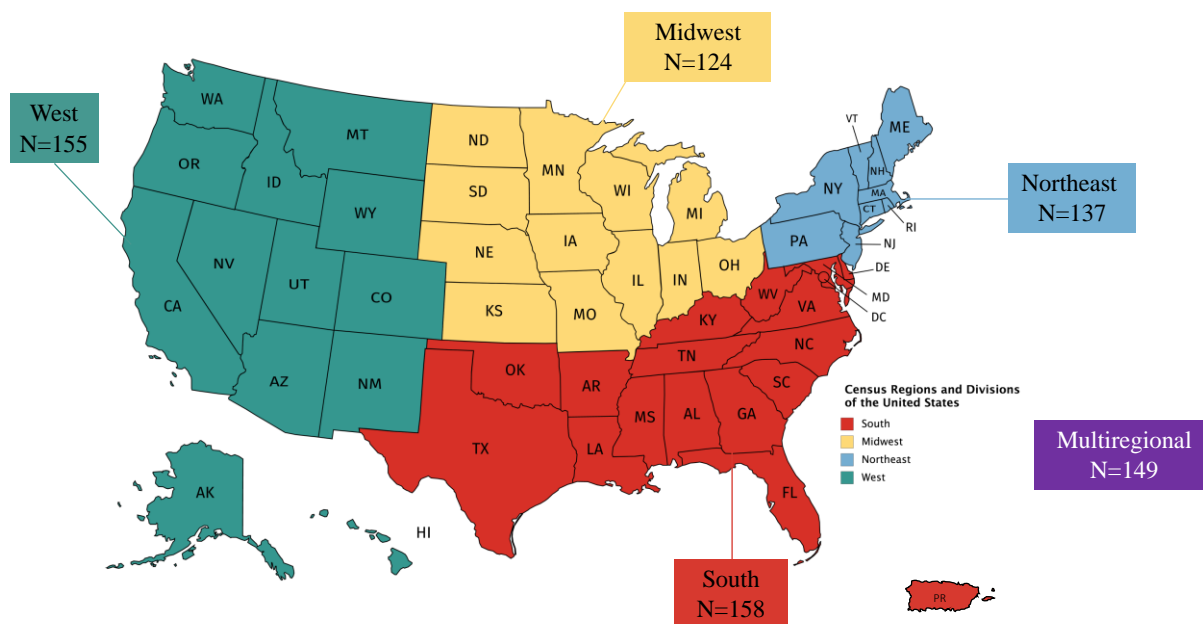 Midwest
N=124
West
N=155
Northeast
N=137
Multiregional
N=149
South
N=158
WA
OR
CA
NV
ID
MT
WY
UT
CO
AZ
NM
AK
HI
ND
SD
NE
KS
MN
IA
MO
WI
IL
IN
MI
OH
OK
TX
AR
LA
MS
AL
GA
FL
TN
KY
WV
VA
NC
SC
DE
MD
DC
PA
NY
NJ
VT
NH
ME
MA
CT
RI
PR
Census Regions and Divisions
of the United States
South
Midwest
Northeast
West